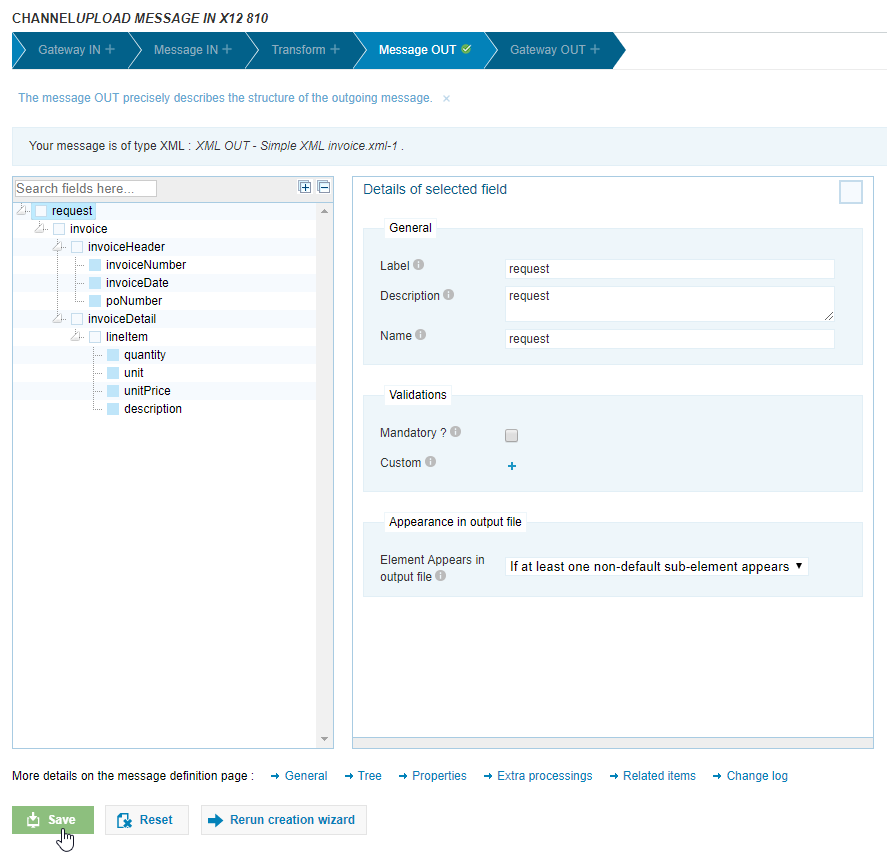 CHANNELUPLOAD MESSAGE IN X12 810
Gateway IN + Message IN + Transform + Message OUT Gateway OUT +
The message OUT precisely describes the structure of the outgoing message. ×
Your message is of type XML : XML OUT - Simple XML invoice.xml-1 .
Search fields here...
request
invoice
invoiceHeader
invoiceNumber
invoiceDate
poNumber
invoiceDetail
lineItem
quantity
unit
unitPrice
description
Details of selected field
General
Label request
Description request
Name request
Validations
Mandatory ?
Custom +
Appearance in output file
Element Appears in
output file If at least one non-default sub-element appears
More details on the message definition page : General Tree Properties Extra processings Related items Change log
Save Reset Rerun creation wizard